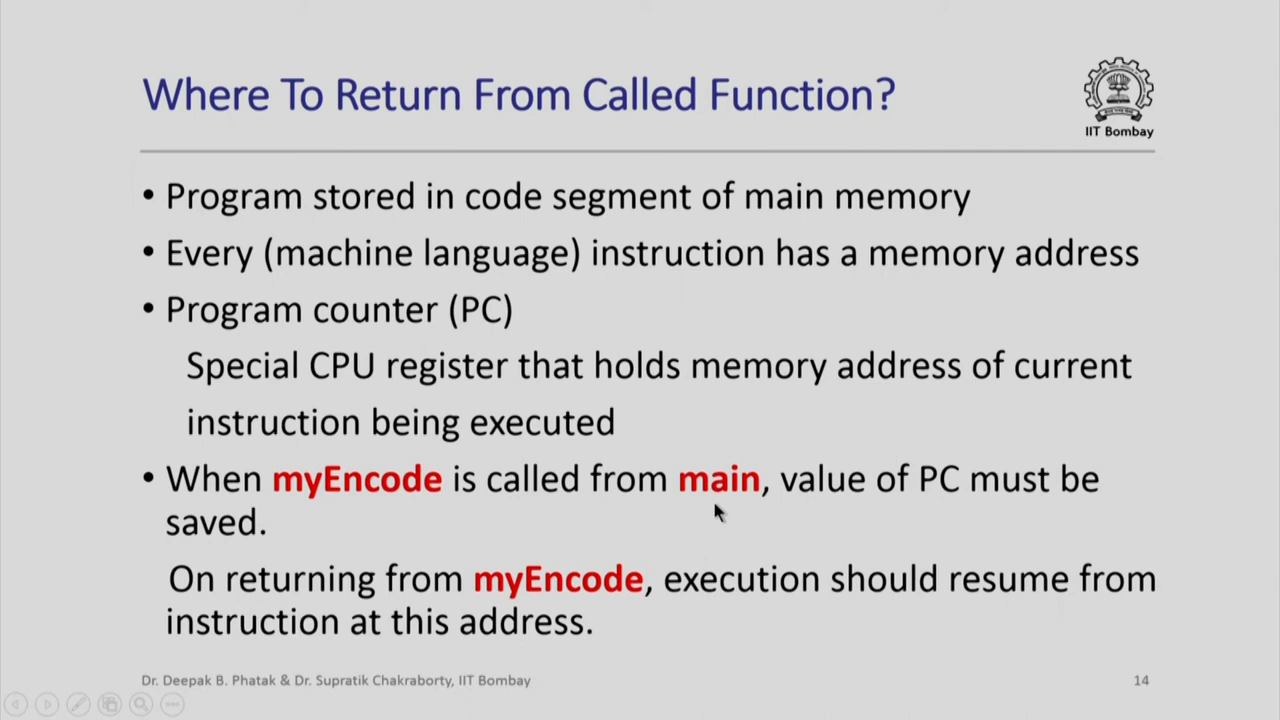 Where To Return From Called Function?
IIT Bombay
• Program stored in code segment of main memory
• Every (machine language) instruction has a memory address
• Program counter (PC)
Special CPU register that holds memory address of current
instruction being executed
• When myEncode is called from main, value of PC must be
saved.
On returning from myEncode, execution should resume from
instruction at this address.
Dr. Deepak B. Phatak & Dr. Supratik Chakraborty, IIT Bombay
14